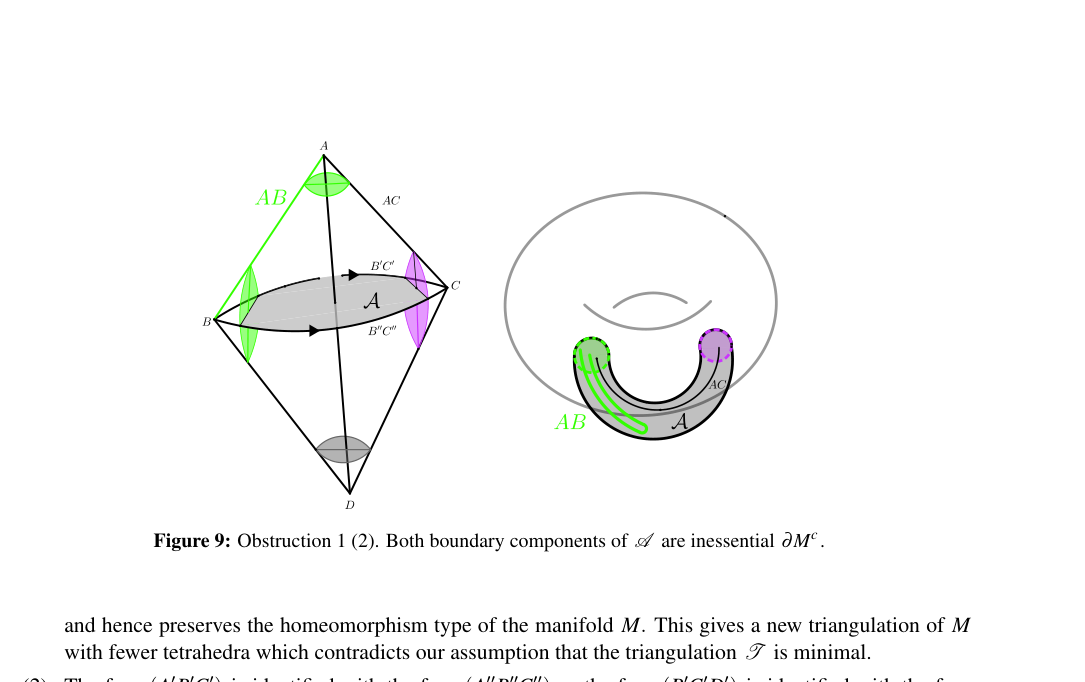 A
AB
AC
B'C'
C
𝒜
B
B''C''
D
AC
AB
𝒜
Figure 9: Obstruction 1 (2). Both boundary components of 𝒜 are inessential ∂Mᶜ.
and hence preserves the homeomorphism type of the manifold M. This gives a new triangulation of M
with fewer tetrahedra which contradicts our assumption that the triangulation 𝒯 is minimal.